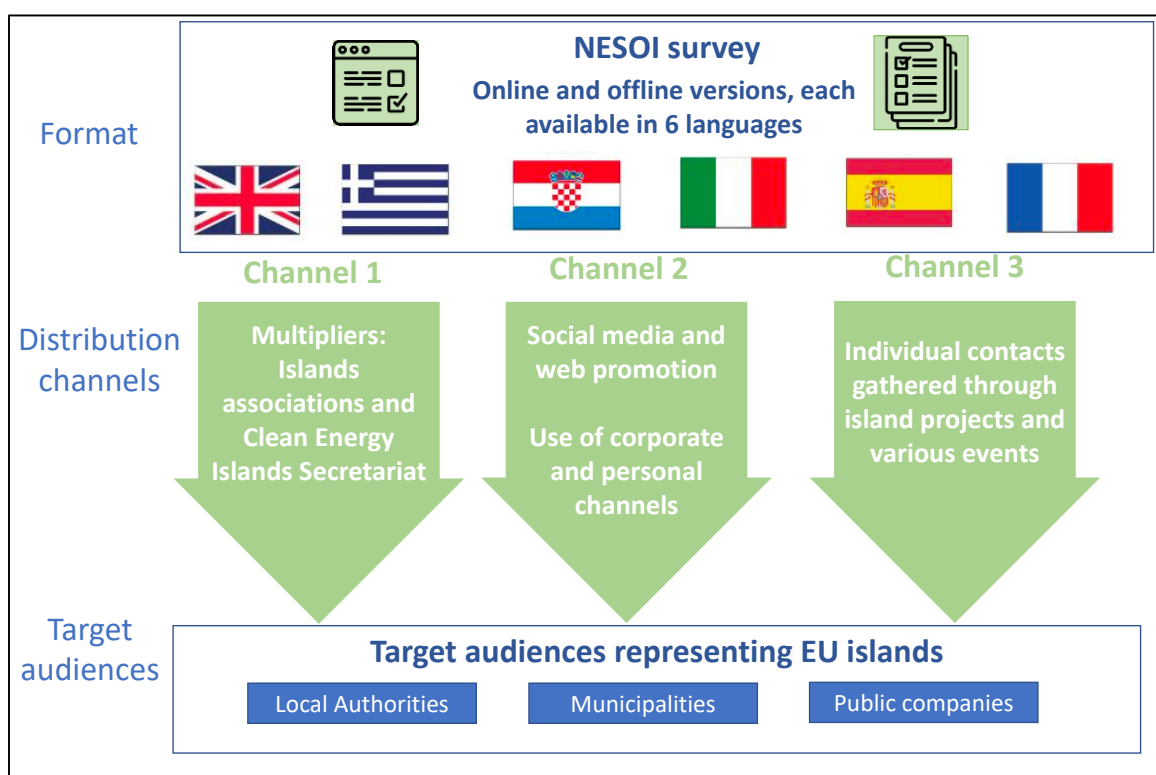 NESOI survey
Online and offline versions, each
available in 6 languages
Format
Channel 1
Channel 2
Channel 3
Distribution
channels
Multipliers:
Islands
associations and
Clean Energy
Islands Secretariat
Social media and
web promotion
Use of corporate
and personal
channels
Individual contacts
gathered through
island projects and
various events
Target
audiences
Target audiences representing EU islands
Local Authorities
Municipalities
Public companies